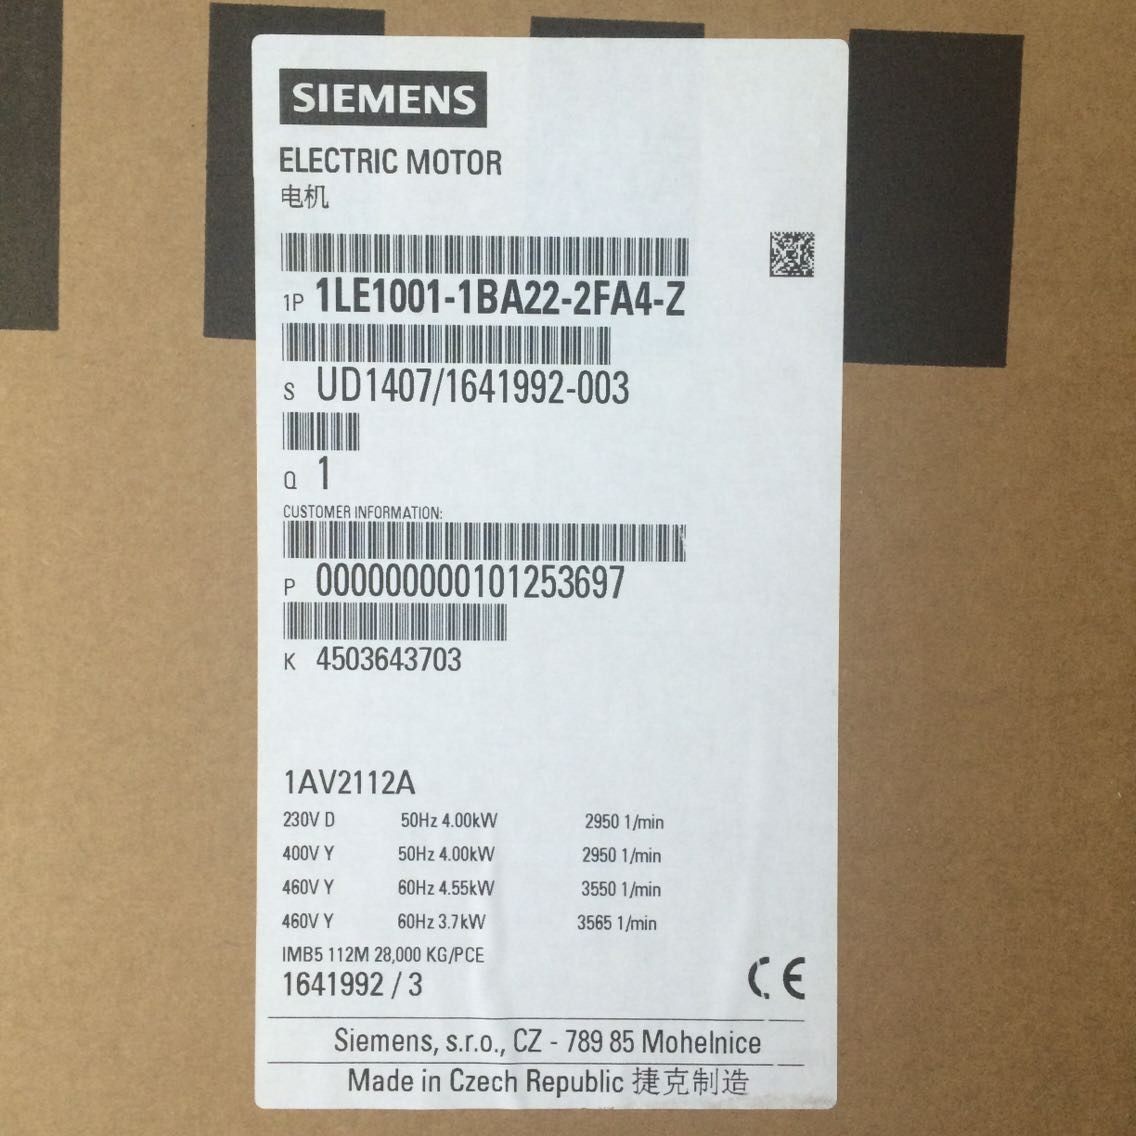 SIEMENS
ELECTRIC MOTOR
电机
1P 1LE1001-1BA22-2FA4-Z
S UD1407/1641992-003
Q 1
CUSTOMER INFORMATION:
P 000000000101253697
K 4503643703
1AV2112A
230V D 50Hz 4.00kW 2950 1/min
400V Y 50Hz 4.00kW 2950 1/min
460V Y 60Hz 4.55kW 3550 1/min
460V Y 60Hz 3.7kW 3565 1/min
IMB5 112M 28,000 KG/PCE
1641992 / 3
CE
Siemens, s.r.o., CZ - 789 85 Mohelnice
Made in Czech Republic 捷克制造